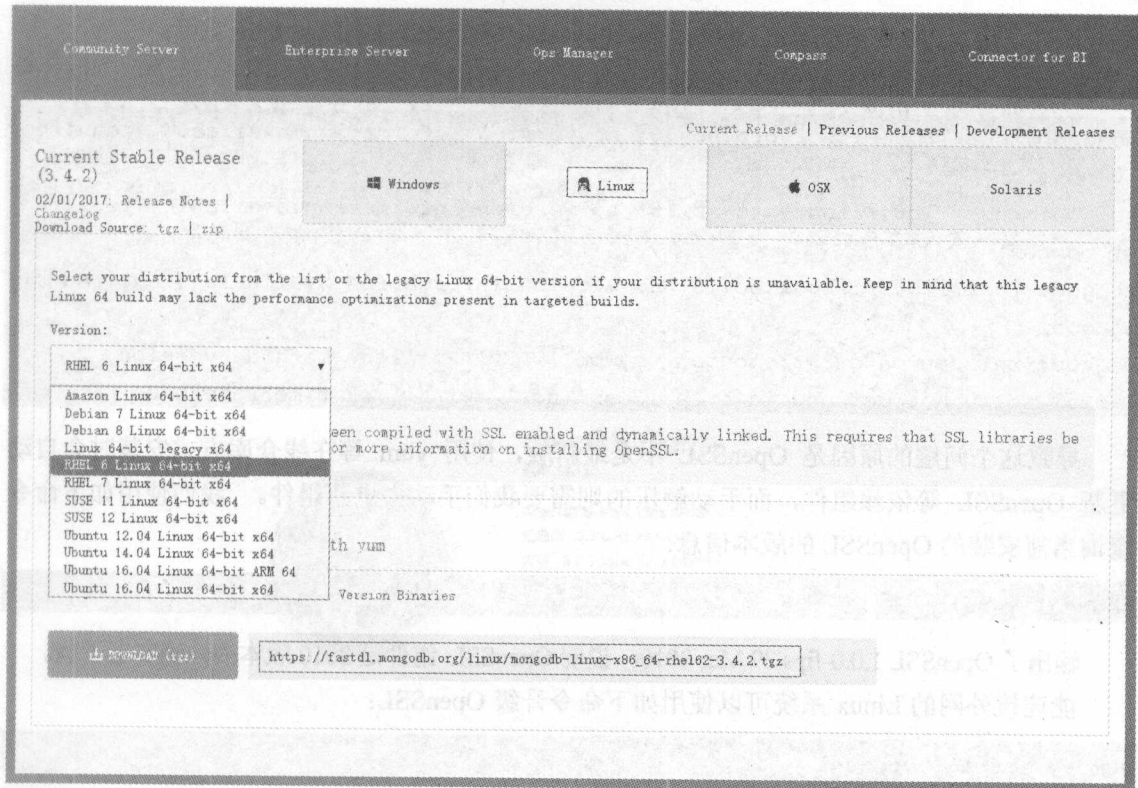 Community Server
Enterprise Server
Ops Manager
Compass
Connector for BI
Current Release | Previous Releases | Development Releases
Current Stable Release
(3.4.2)
02/01/2017: Release Notes |
Changelog
Download Source: tgz | zip
Windows
Linux
OSX
Solaris
Select your distribution from the list or the legacy Linux 64-bit version if your distribution is unavailable. Keep in mind that this legacy
Linux 64 build may lack the performance optimizations present in targeted builds.
Version:
RHEL 6 Linux 64-bit x64
Amazon Linux 64-bit x64
Debian 7 Linux 64-bit x64
Debian 8 Linux 64-bit x64
Linux 64-bit legacy x64
RHEL 6 Linux 64-bit x64
RHEL 7 Linux 64-bit x64
SUSE 11 Linux 64-bit x64
SUSE 12 Linux 64-bit x64
Ubuntu 12.04 Linux 64-bit x64
Ubuntu 14.04 Linux 64-bit x64
Ubuntu 16.04 Linux 64-bit ARM 64
Ubuntu 16.04 Linux 64-bit x64
een compiled with SSL enabled and dynamically linked. This requires that SSL libraries be
or more information on installing OpenSSL.
th yum
Version Binaries
DOWNLOAD (tgz)
https://fastdl.mongodb.org/linux/mongodb-linux-x86_64-rhel62-3.4.2.tgz